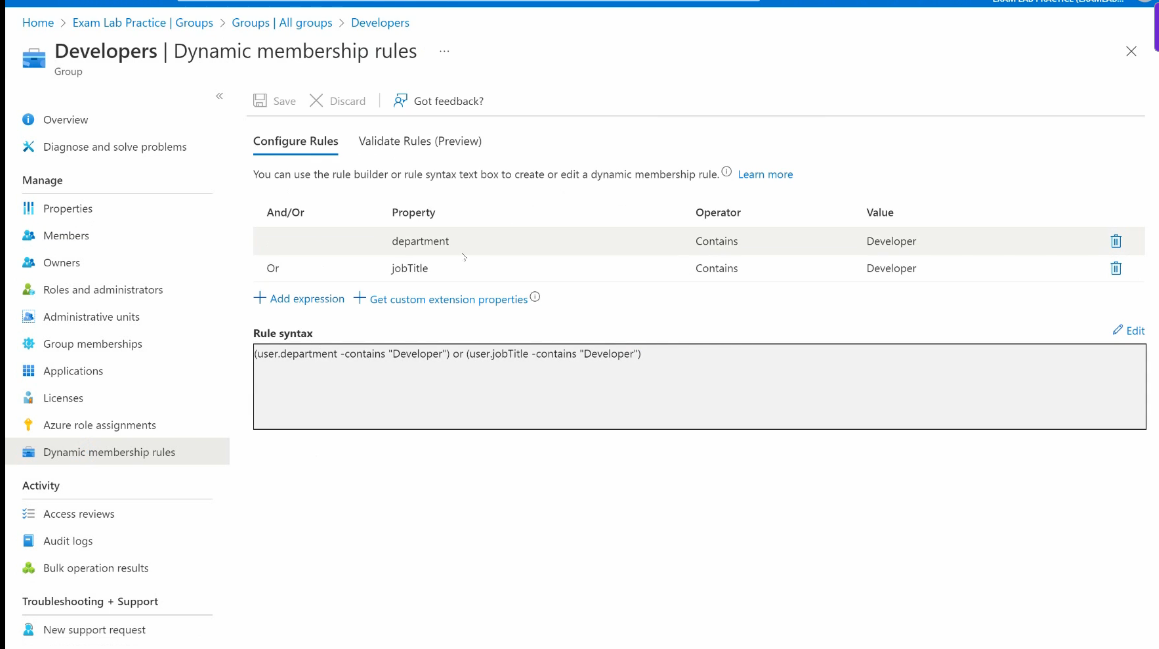 Home > Exam Lab Practice | Groups > Groups | All groups > Developers
Developers | Dynamic membership rules ...
Group
Save Discard Got feedback?
Overview
Diagnose and solve problems
Manage
Properties
Members
Owners
Roles and administrators
Administrative units
Group memberships
Applications
Licenses
Azure role assignments
Dynamic membership rules
Activity
Access reviews
Audit logs
Bulk operation results
Troubleshooting + Support
New support request
Configure Rules Validate Rules (Preview)
You can use the rule builder or rule syntax text box to create or edit a dynamic membership rule. Learn more
And/Or Property Operator Value
department Contains Developer
Or jobTitle Contains Developer
+ Add expression + Get custom extension properties
Rule syntax Edit
(user.department -contains "Developer") or (user.jobTitle -contains "Developer")